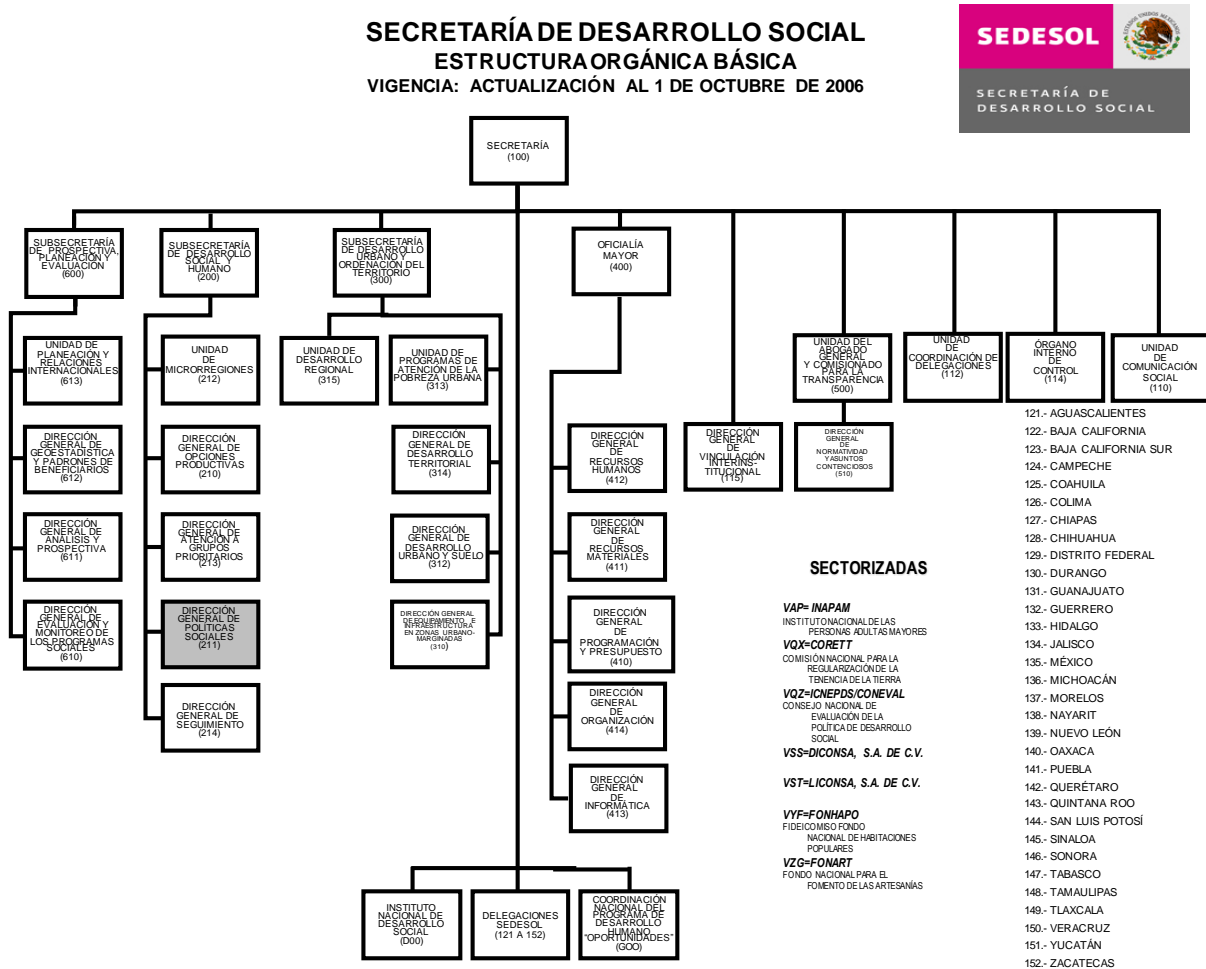 SECRETARÍA DE DESARROLLO SOCIAL
ESTRUCTURA ORGÁNICA BÁSICA
VIGENCIA: ACTUALIZACIÓN AL 1 DE OCTUBRE DE 2006
SEDESOL
ESTADOS UNIDOS MEXICANOS
SECRETARÍA DE
DESARROLLO SOCIAL
SECRETARÍA
(100)
SUBSECRETARÍA
DE PROSPECTIVA,
PLANEACIÓN Y
EVALUACIÓN
(600)
SUBSECRETARÍA
DE DESARROLLO
SOCIAL Y
HUMANO
(200)
SUBSECRETARÍA
DE DESARROLLO
URBANO Y
ORDENACIÓN DEL
TERRITORIO
(300)
OFICIALÍA
MAYOR
(400)
UNIDAD DE
PLANEACIÓN Y
RELACIONES
INTERNACIONALES
(613)
UNIDAD
DE
MICRORREGIONES
(212)
UNIDAD DE
DESARROLLO
REGIONAL
(315)
UNIDAD DE
PROGRAMAS DE
ATENCIÓN DE LA
POBREZA URBANA
(313)
UNIDAD DEL
ABOGADO
GENERAL
Y COMISIONADO
PARA LA
TRANSPARENCIA
(500)
UNIDAD
DE
COORDINACIÓN DE
DELEGACIONES
(112)
ÓRGANO
INTERNO
DE
CONTROL
(114)
UNIDAD
DE
COMUNICACIÓN
SOCIAL
(110)
DIRECCIÓN
GENERAL DE
GEOESTADÍSTICA
Y PADRONES DE
BENEFICIARIOS
(612)
DIRECCIÓN
GENERAL DE
OPCIONES
PRODUCTIVAS
(210)
DIRECCIÓN
GENERAL DE
DESARROLLO
TERRITORIAL
(314)
DIRECCIÓN
GENERAL
DE
RECURSOS
HUMANOS
(412)
DIRECCIÓN
GENERAL
DE
VINCULACIÓN
INTERINS-
TITUCIONAL
(115)
DIRECCIÓN
GENERAL
DE
NORMATIVIDAD
Y ASUNTOS
CONTENCIOSOS
(510)
DIRECCIÓN
GENERAL DE
ANÁLISIS Y
PROSPECTIVA
(611)
DIRECCIÓN
GENERAL DE
ATENCIÓN A
GRUPOS
PRIORITARIOS
(213)
DIRECCIÓN
GENERAL DE
DESARROLLO
URBANO Y SUELO
(312)
DIRECCIÓN
GENERAL
DE
RECURSOS
MATERIALES
(411)
DIRECCIÓN
GENERAL DE
EVALUACIÓN Y
MONITOREO DE
LOS PROGRAMAS
SOCIALES
(610)
DIRECCIÓN
GENERAL DE
POLÍTICAS
SOCIALES
(211)
DIRECCIÓN GENERAL
DE EQUIPAMIENTO E
INFRAESTRUCTURA
EN ZONAS URBANO-
MARGINADAS
(310)
DIRECCIÓN
GENERAL
DE
PROGRAMACIÓN
Y PRESUPUESTO
(410)
DIRECCIÓN
GENERAL DE
SEGUIMIENTO
(214)
DIRECCIÓN
GENERAL
DE
ORGANIZACIÓN
(414)
DIRECCIÓN
GENERAL
DE
INFORMÁTICA
(413)
INSTITUTO
NACIONAL DE
DESARROLLO
SOCIAL
(D00)
DELEGACIONES
SEDESOL
(121 A 152)
COORDINACIÓN
NACIONAL DEL
PROGRAMA DE
DESARROLLO
HUMANO
"OPORTUNIDADES"
(GOO)
SECTORIZADAS
VAP= INAPAM
INSTITUTO NACIONAL DE LAS
PERSONAS ADULTAS MAYORES
VQX=CORETT
COMISIÓN NACIONAL PARA LA
REGULARIZACIÓN DE LA
TENENCIA DE LA TIERRA
VQZ=ICNEPDS/CONEVAL
CONSEJO NACIONAL DE
EVALUACIÓN DE LA
POLÍTICA DE DESARROLLO
SOCIAL
VSS=DICONSA, S.A. DE C.V.
VST=LICONSA, S.A. DE C.V.
VYF=FONHAPO
FIDEICOMISO FONDO
NACIONAL DE HABITACIONES
POPULARES
VZG=FONART
FONDO NACIONAL PARA EL
FOMENTO DE LAS ARTESANÍAS
121.- AGUASCALIENTES
122.- BAJA CALIFORNIA
123.- BAJA CALIFORNIA SUR
124.- CAMPECHE
125.- COAHUILA
126.- COLIMA
127.- CHIAPAS
128.- CHIHUAHUA
129.- DISTRITO FEDERAL
130.- DURANGO
131.- GUANAJUATO
132.- GUERRERO
133.- HIDALGO
134.- JALISCO
135.- MÉXICO
136.- MICHOACÁN
137.- MORELOS
138.- NAYARIT
139.- NUEVO LEÓN
140.- OAXACA
141.- PUEBLA
142.- QUERÉTARO
143.- QUINTANA ROO
144.- SAN LUIS POTOSÍ
145.- SINALOA
146.- SONORA
147.- TABASCO
148.- TAMAULIPAS
149.- TLAXCALA
150.- VERACRUZ
151.- YUCATÁN
152.- ZACATECAS